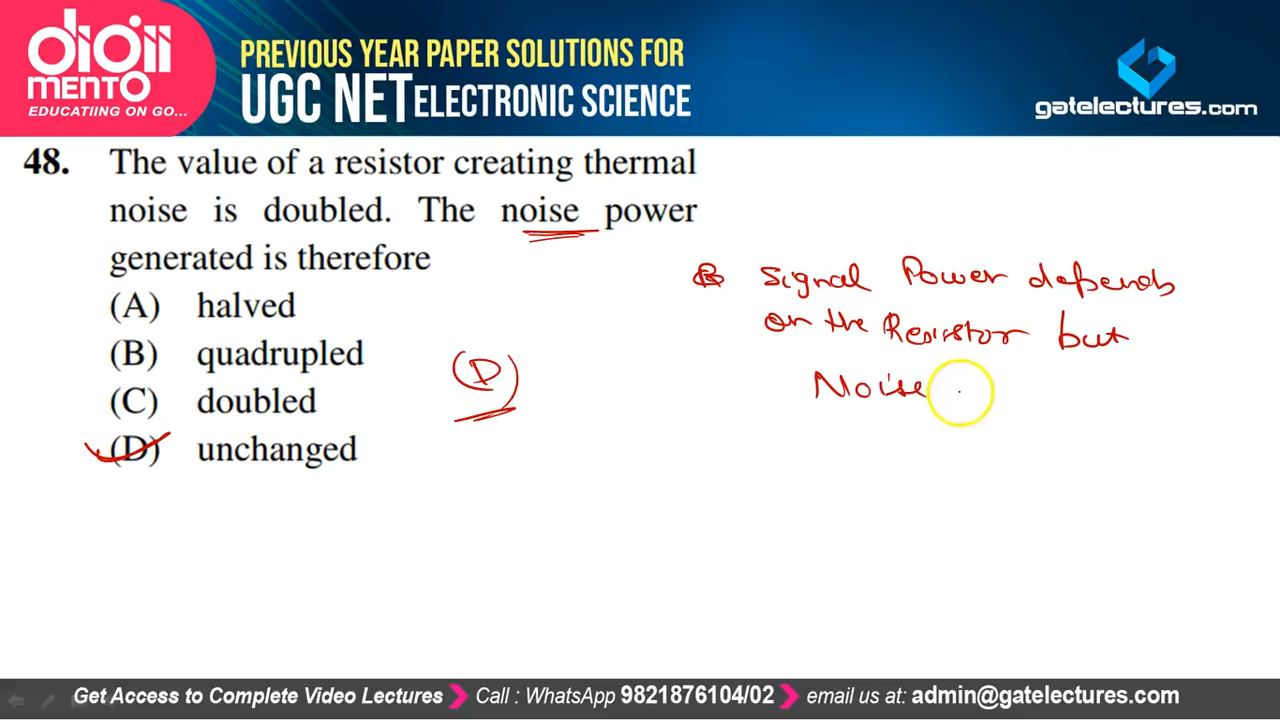 digii
MENTO
EDUCATIING ON GO...
PREVIOUS YEAR PAPER SOLUTIONS FOR
UGC NET ELECTRONIC SCIENCE
gatelectures.com
48. The value of a resistor creating thermal
noise is doubled. The noise power
generated is therefore
(A) halved
(B) quadrupled
(C) doubled
(D) unchanged
(D)
Signal Power depends
on the Resistor but
Noise
Get Access to Complete Video Lectures
Call : WhatsApp 9821876104/02
email us at: admin@gatelectures.com